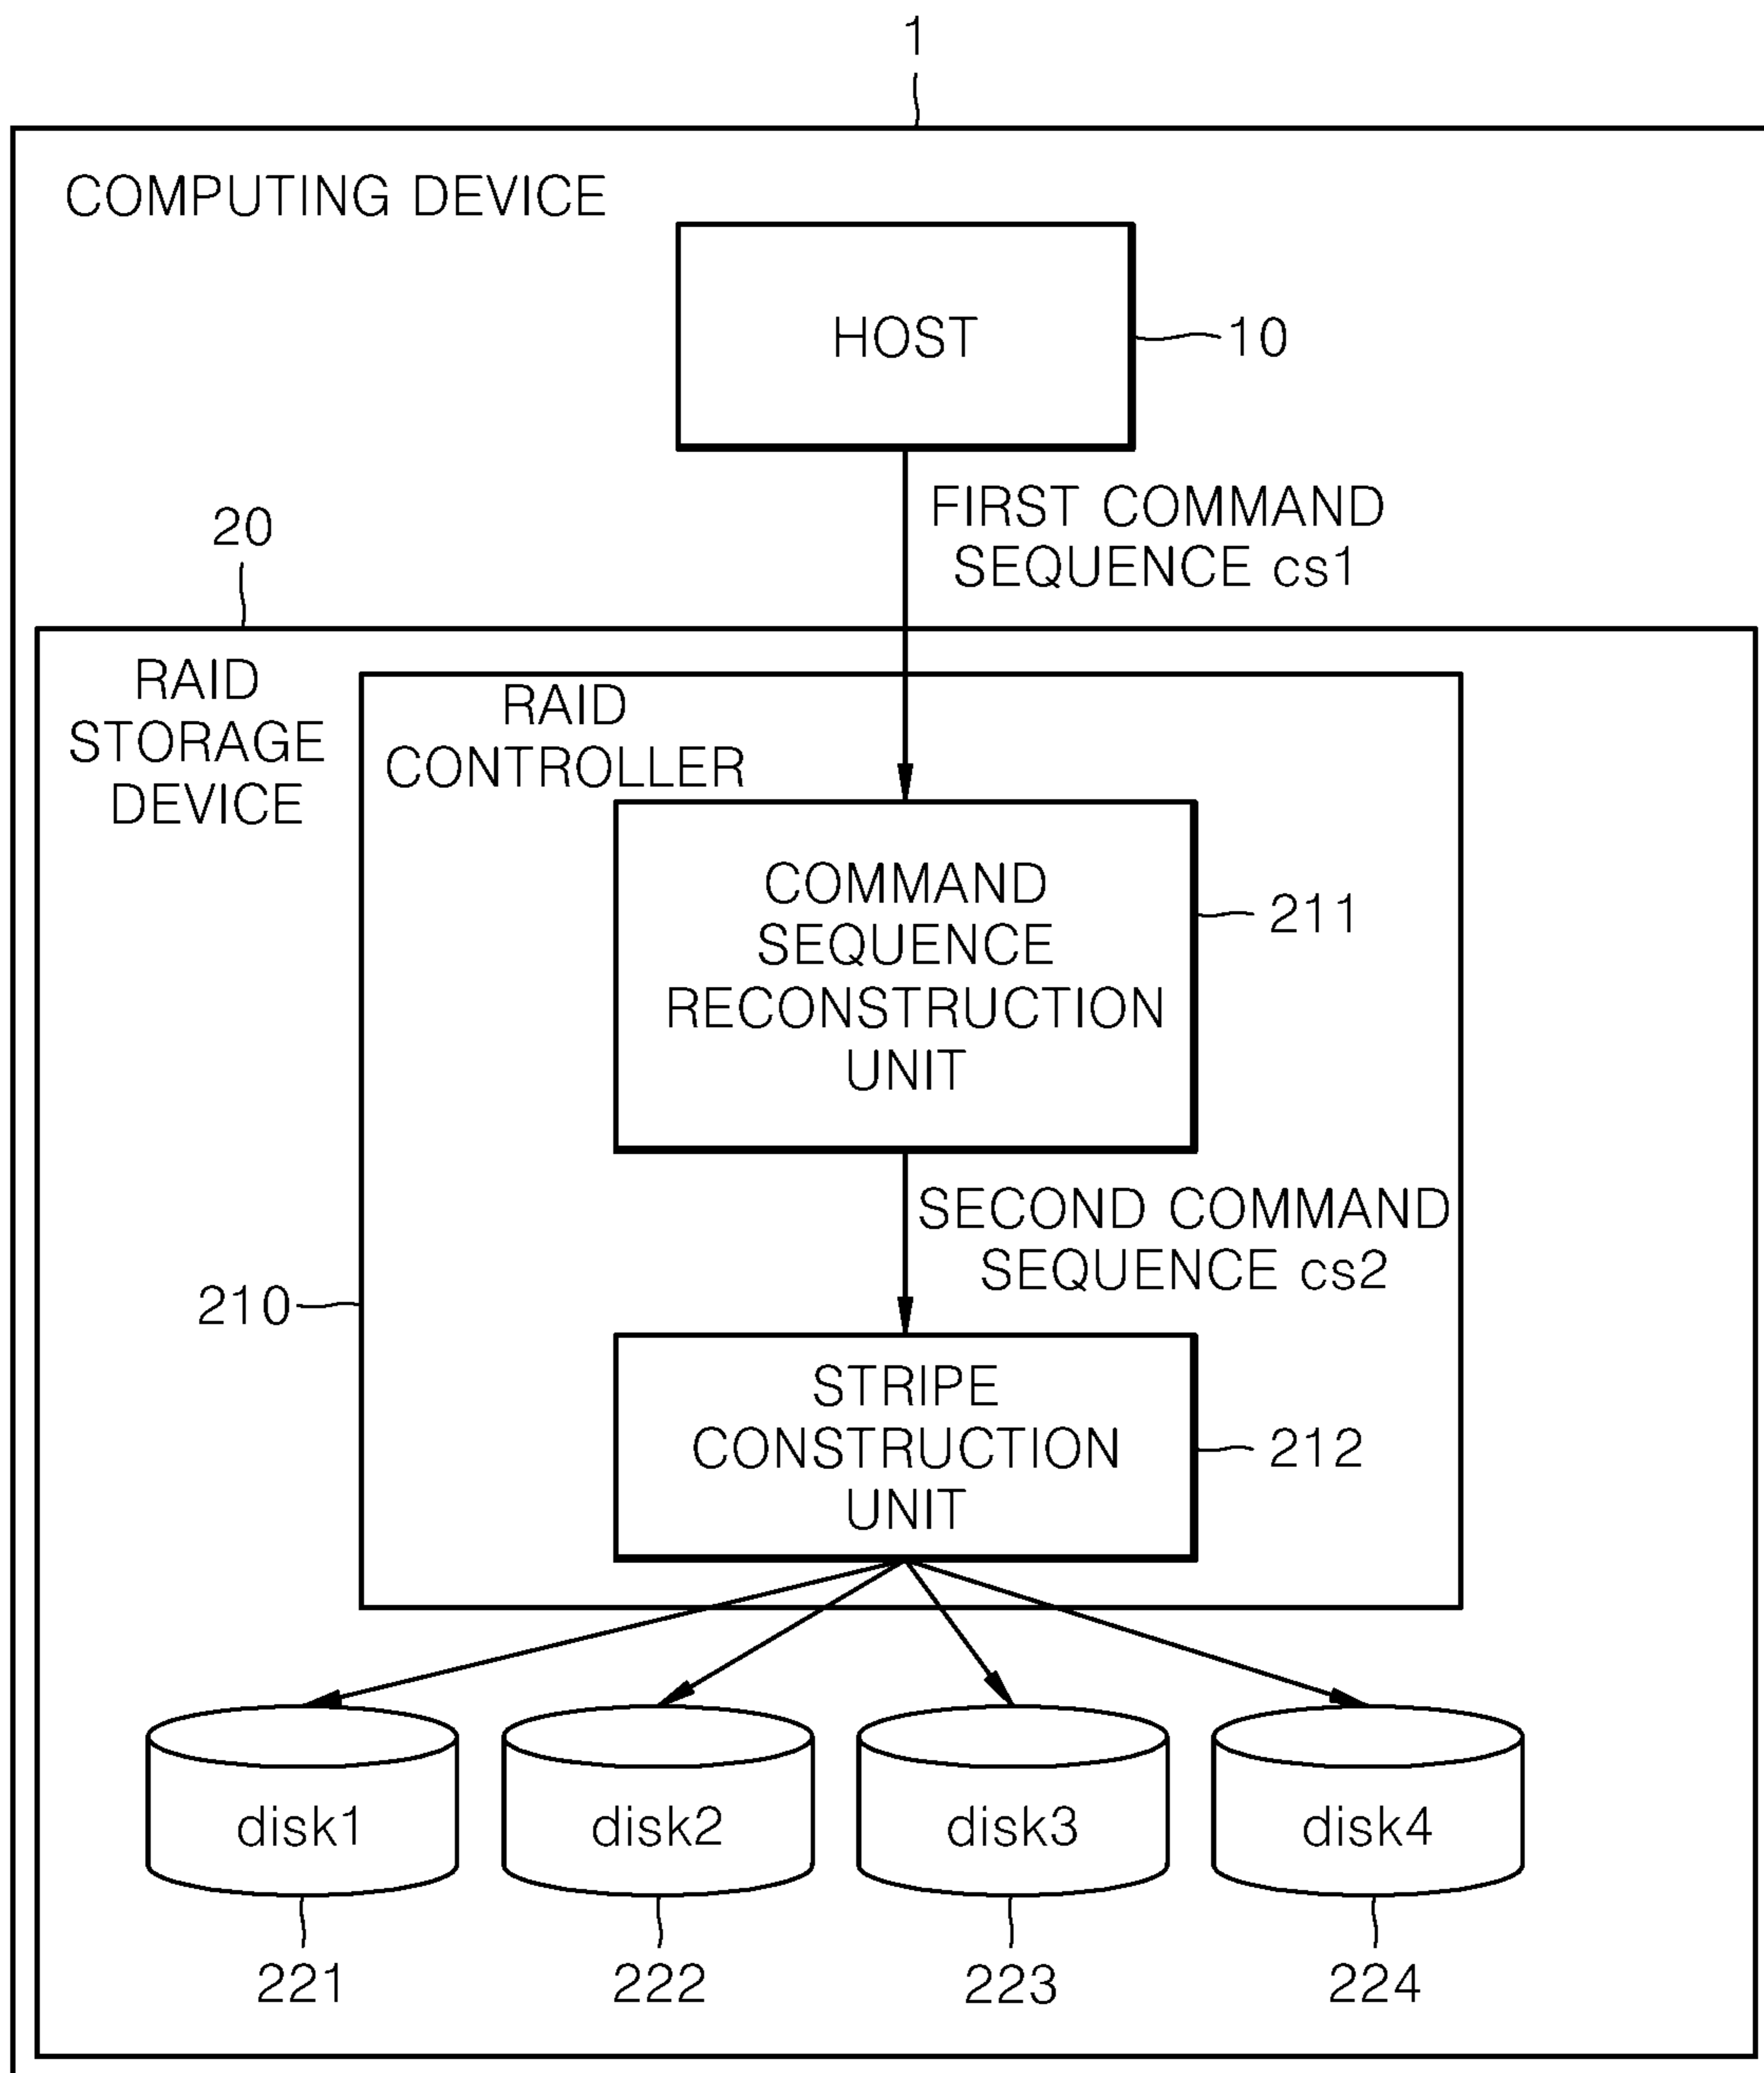 1
COMPUTING DEVICE
HOST
10
FIRST COMMAND
SEQUENCE cs1
20
RAID
STORAGE
DEVICE
RAID
CONTROLLER
COMMAND
SEQUENCE
RECONSTRUCTION
UNIT
211
SECOND COMMAND
SEQUENCE cs2
210
STRIPE
CONSTRUCTION
UNIT
212
disk1
disk2
disk3
disk4
221
222
223
224